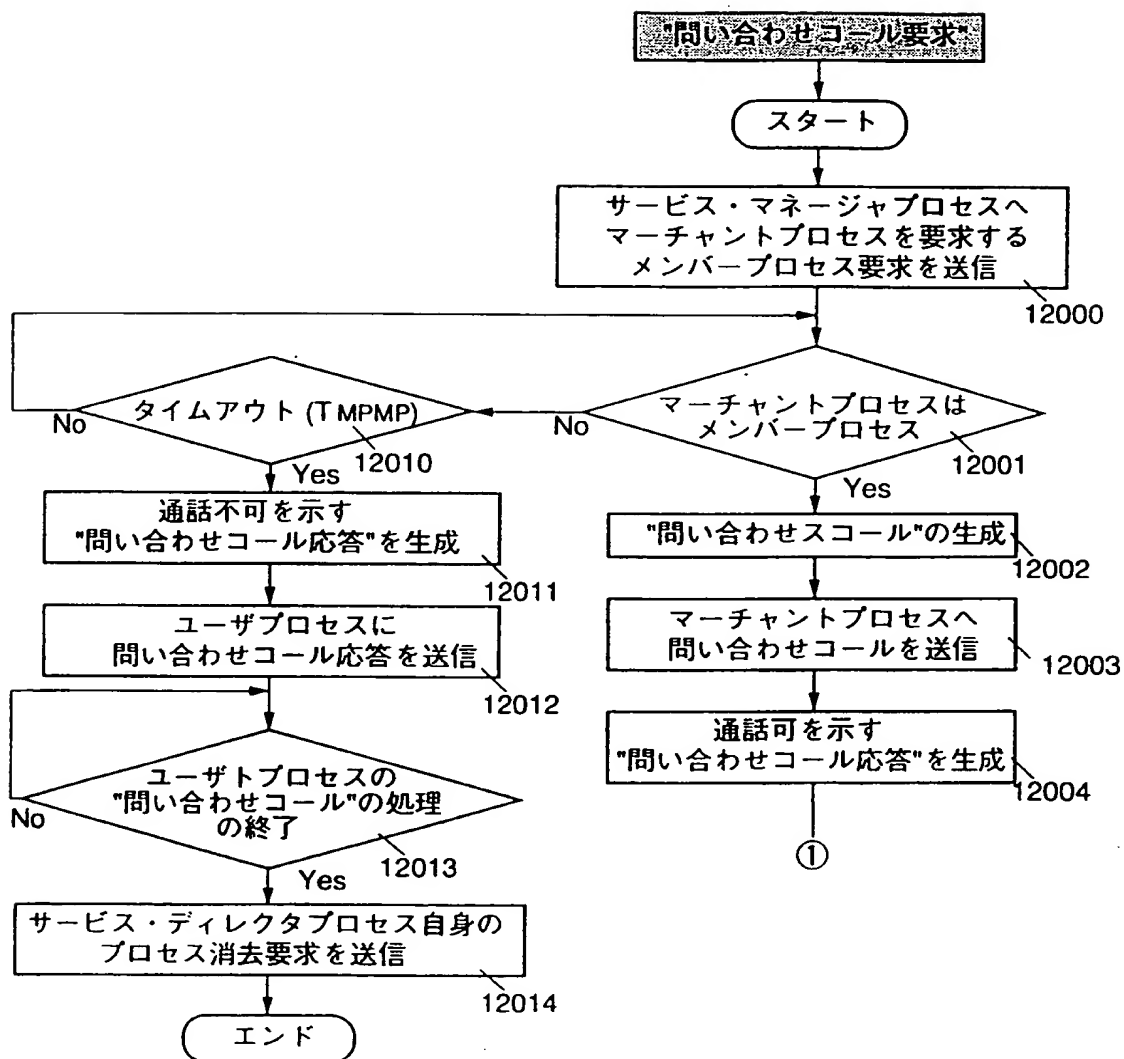 "問い合わせコール要求"
スタート
サービス・マネージャプロセスへ
マーチャントプロセスを要求する
メンバープロセス要求を送信
12000
マーチャントプロセスは
メンバープロセス
12001
No
Yes
タイムアウト(TMPMP)
12010
No
Yes
通話不可を示す
"問い合わせコール応答"を生成
12011
ユーザプロセスに
問い合わせコール応答を送信
12012
ユーザトプロセスの
"問い合わせコール"の処理
の終了
12013
No
Yes
サービス・ディレクタプロセス自身の
プロセス消去要求を送信
12014
エンド
"問い合わせスコール"の生成
12002
マーチャントプロセスへ
問い合わせコールを送信
12003
通話可を示す
"問い合わせコール応答"を生成
12004
①